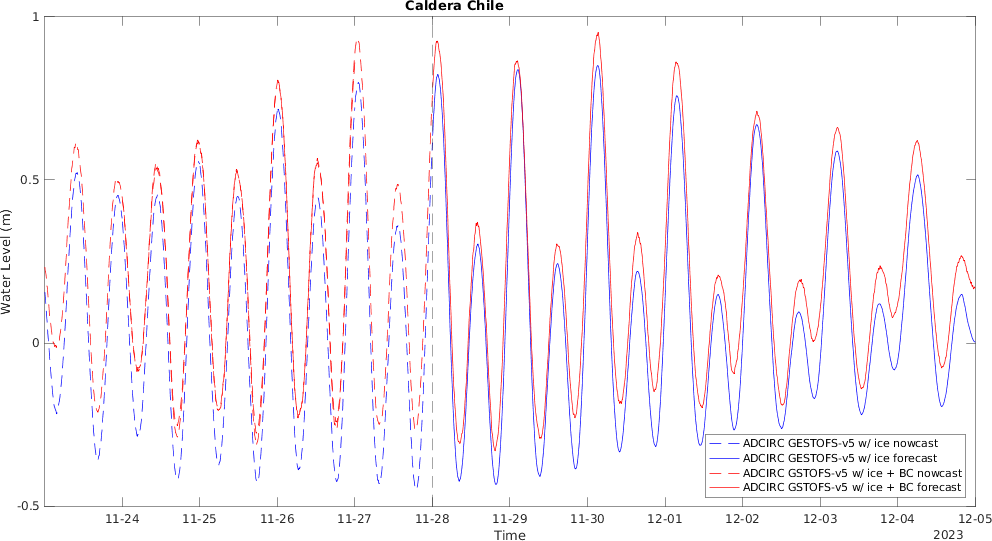 Caldera Chile
Water Level (m)
1
0.5
0
-0.5
11-24 11-25 11-26 11-27 11-28 11-29 11-30 12-01 12-02 12-03 12-04 12-05
Time
2023
ADCIRC GESTOFS-v5 w/ ice nowcast
ADCIRC GESTOFS-v5 w/ ice forecast
ADCIRC GSTOFS-v5 w/ ice + BC nowcast
ADCIRC GSTOFS-v5 w/ ice + BC forecast